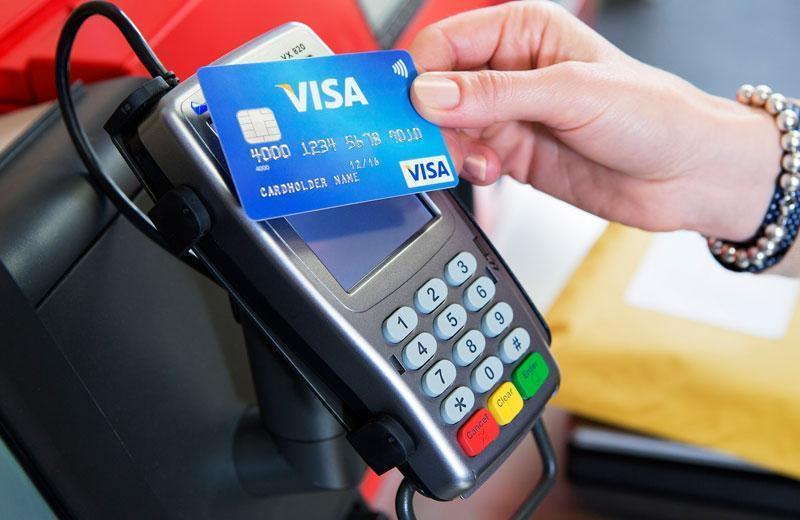 VX 820
VISA
4000 1234 5678 9010
4000
12/16
CARDHOLDER NAME
VISA
1 2 3
4 5 6
7 8 9
* 0 #
Cancel Clear Enter